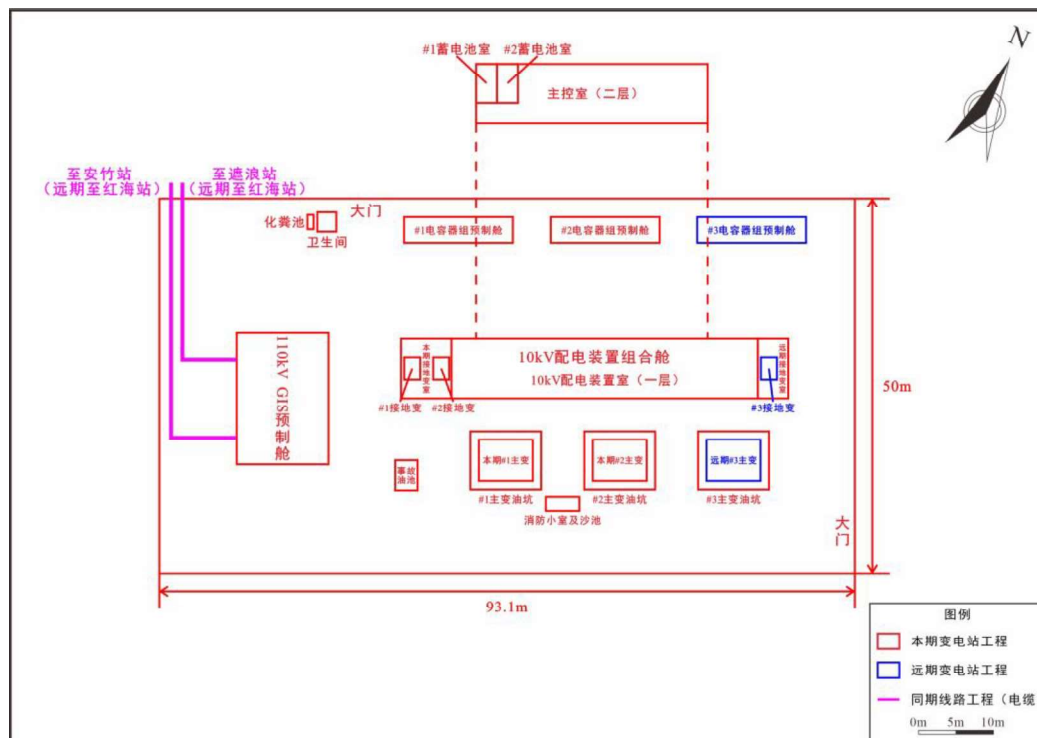 N
#1蓄电池室 #2蓄电池室
主控室（二层）
至安竹站
（远期至红海站）
至遮浪站
（远期至红海站）
大门
化粪池
卫生间
#1电容器组预制舱
#2电容器组预制舱
#3电容器组预制舱
110kV GIS预制舱
本期接地变室
10kV配电装置组合舱
10kV配电装置室（一层）
远期接地变室
#1接地变
#2接地变
#3接地变
50m
本期#1主变
本期#2主变
远期#3主变
事故
油池
#1主变油坑
#2主变油坑
#3主变油坑
消防小室及沙池
大门
93.1m
图例
本期变电站工程
远期变电站工程
同期线路工程（电缆
0m 5m 10m